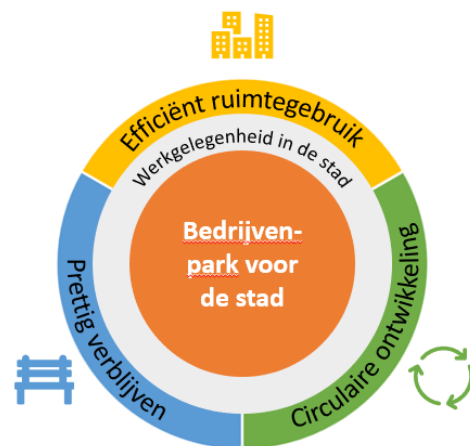 Efficiënt ruimtegebruik
Werkgelegenheid in de stad
Bedrijven-
park voor
de stad
Prettig verblijven
Circulaire ontwikkeling